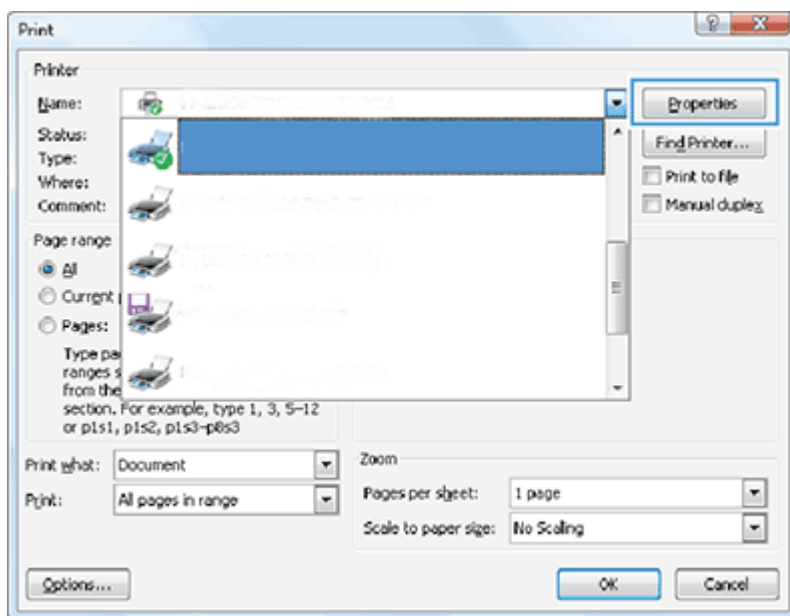 Print
Printer
Name:
Properties
Status:
Find Printer...
Type:
Print to file
Where:
Manual duplex
Comment:
Page range
All
Current
Pages:
Type
ranges
from the
section. For example, type 1, 3, 5-12
or p1s1, p1s2, p1s3-p8s3
Print what: Document
Print: All pages in range
Zoom
Pages per sheet: 1 page
Scale to paper size: No Scaling
Options...
OK
Cancel